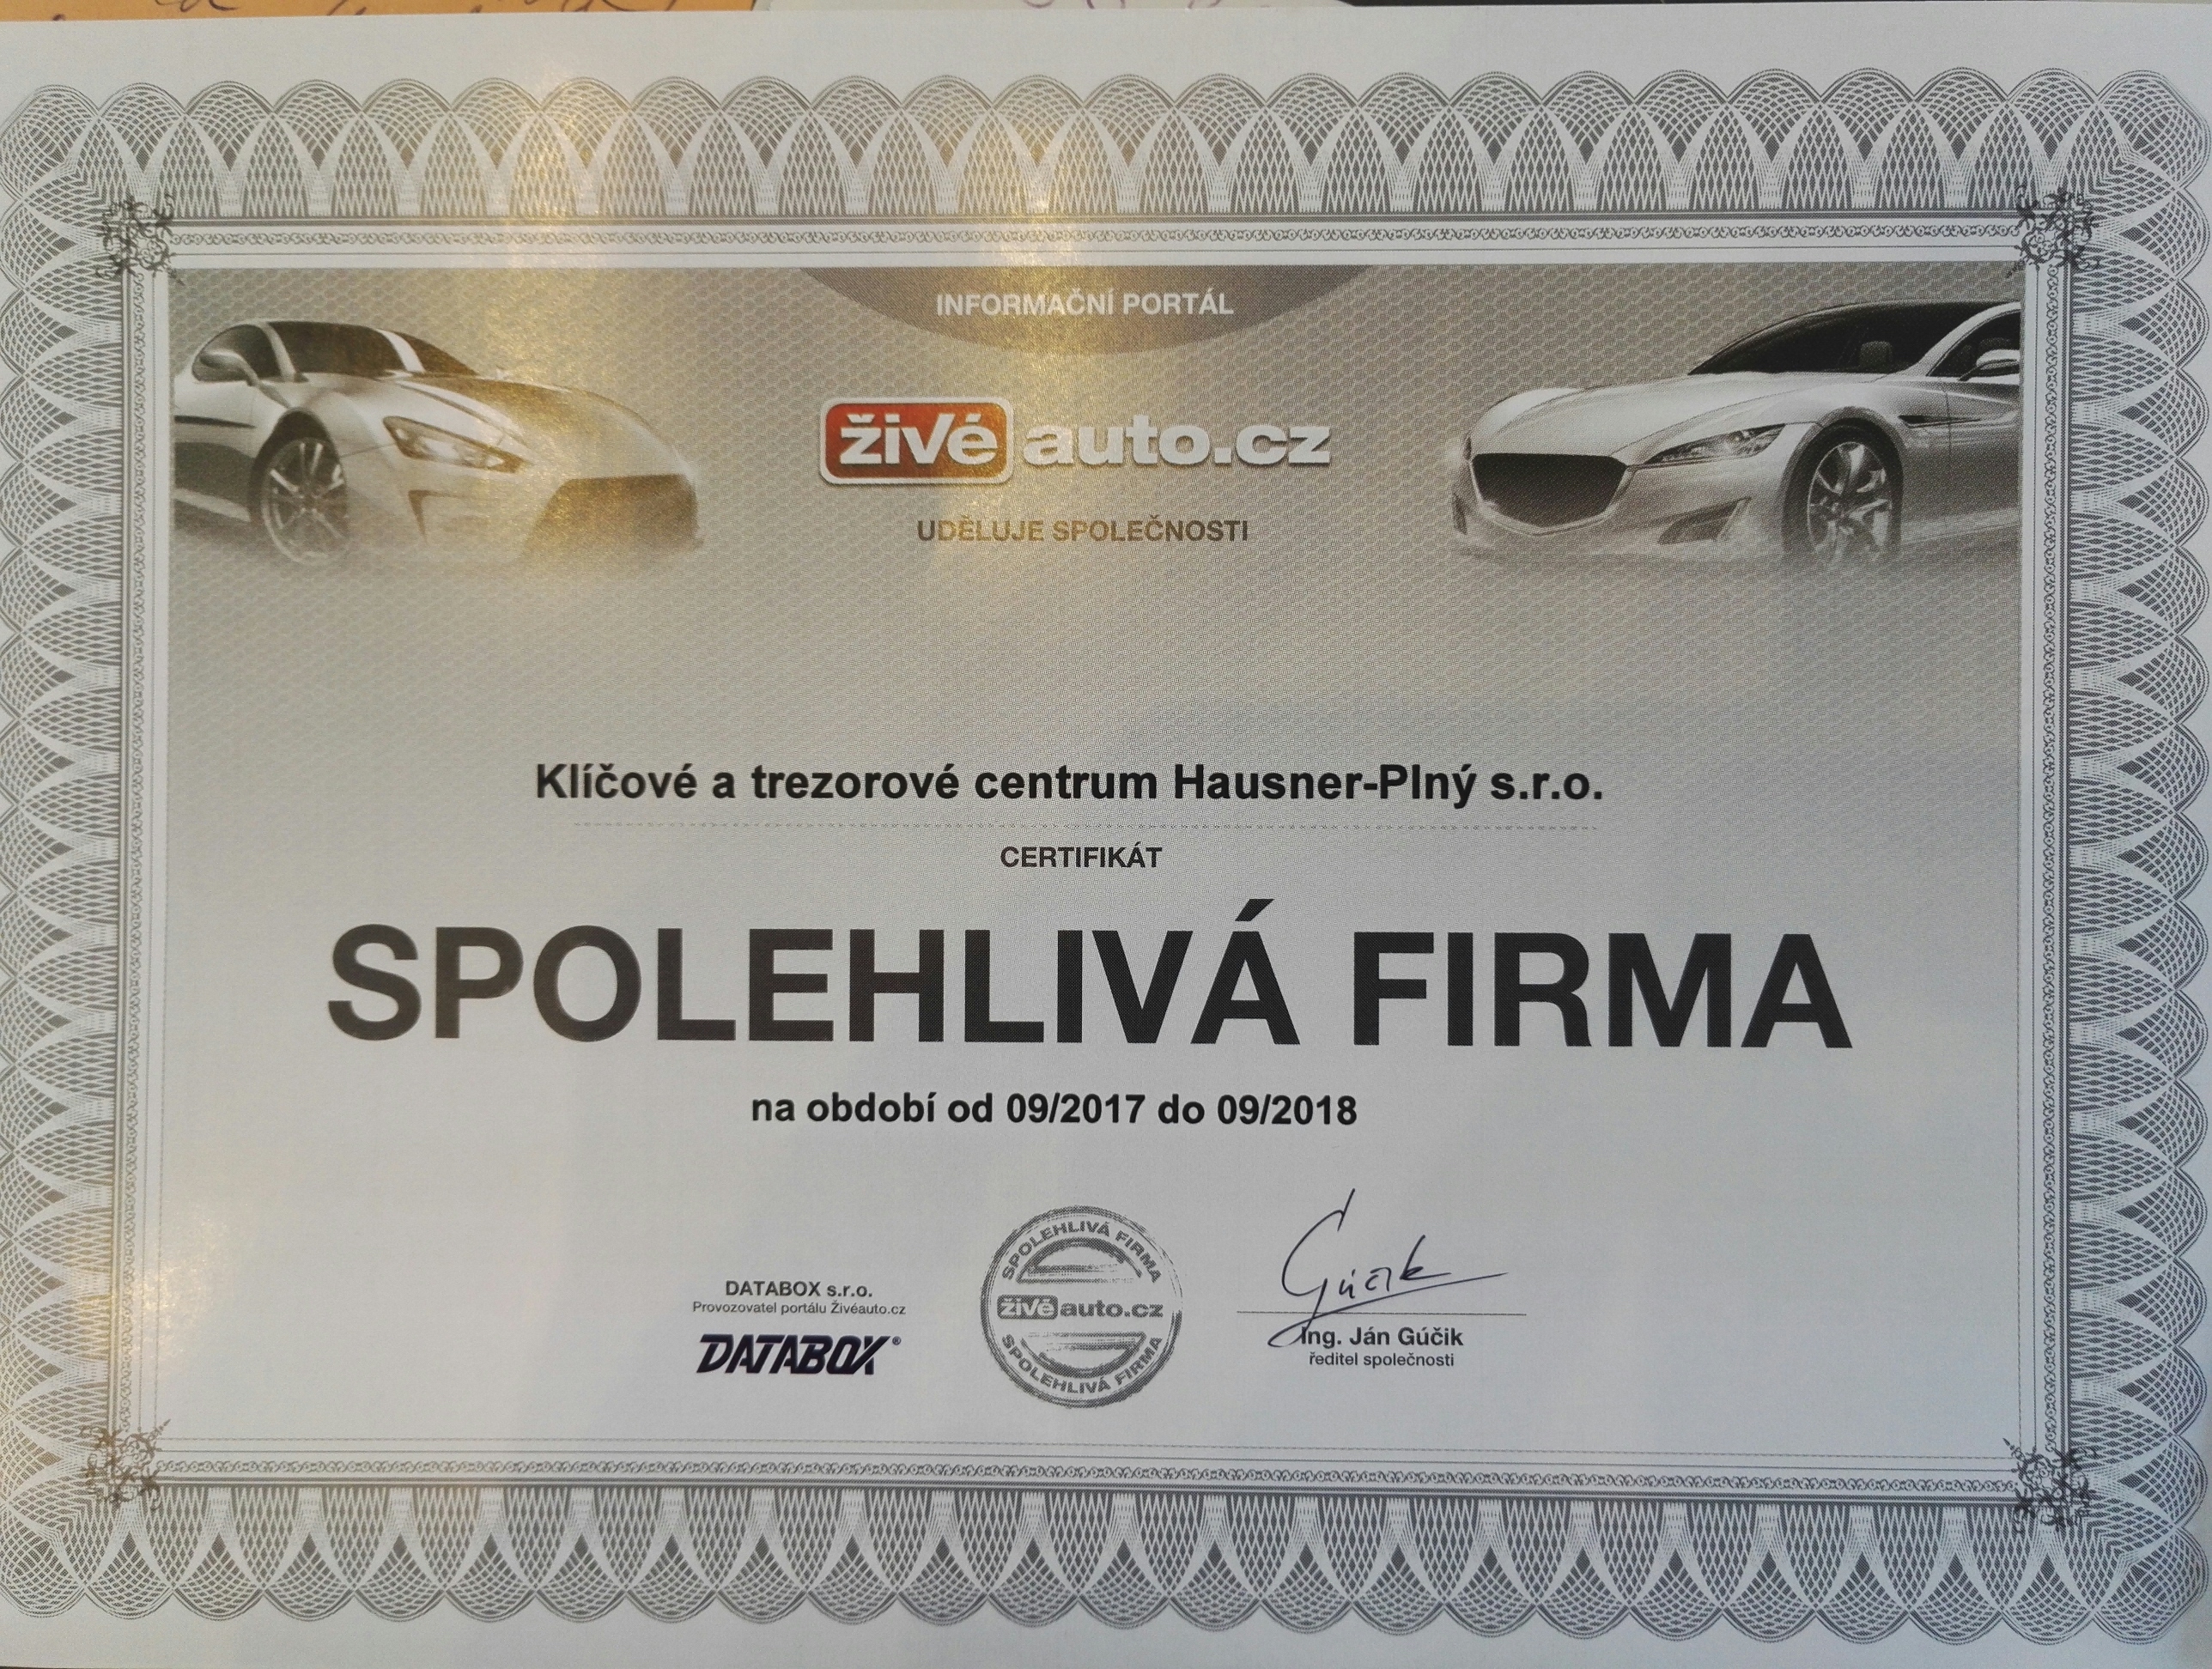 INFORMAČNÍ PORTÁL
živé auto.cz
UDĚLUJE SPOLEČNOSTI
Klíčové a trezorové centrum Hausner-Plný s.r.o.
CERTIFIKÁT
SPOLEHLIVÁ FIRMA
na období od 09/2017 do 09/2018
DATABOX s.r.o.
Provozovatel portálu Živéauto.cz
DATABOX®
SPOLEHLIVÁ FIRMA
živě auto.cz
SPOLEHLIVÁ FIRMA
Gúčik
Ing. Ján Gúčik
ředitel společnosti